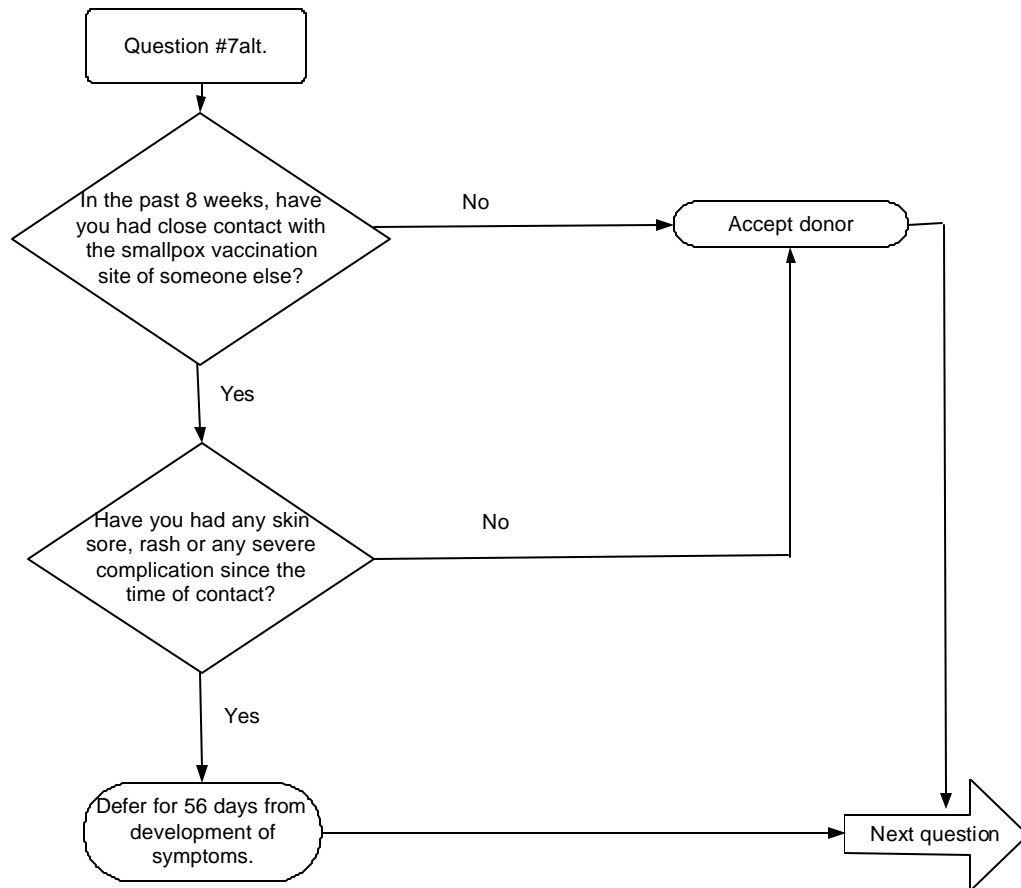 Question #7alt.
In the past 8 weeks, have
you had close contact with
the smallpox vaccination
site of someone else?
No
Accept donor
Yes
Have you had any skin
sore, rash or any severe
complication since the
time of contact?
No
Yes
Defer for 56 days from
development of
symptoms.
Next question